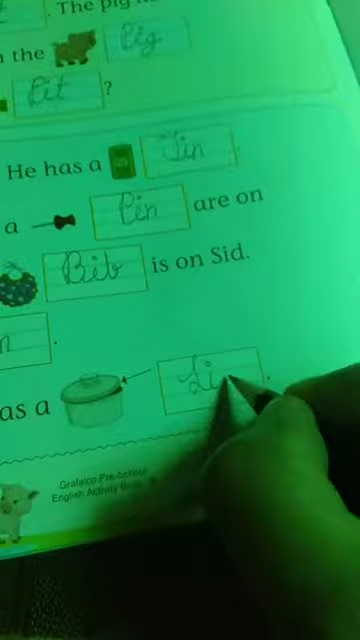 . The pig
the Pig
Pit ?
He has a Tin
a Pin are on
Bib is on Sid.
n .
as a Li .
Grafalco Pre-School
English Activity